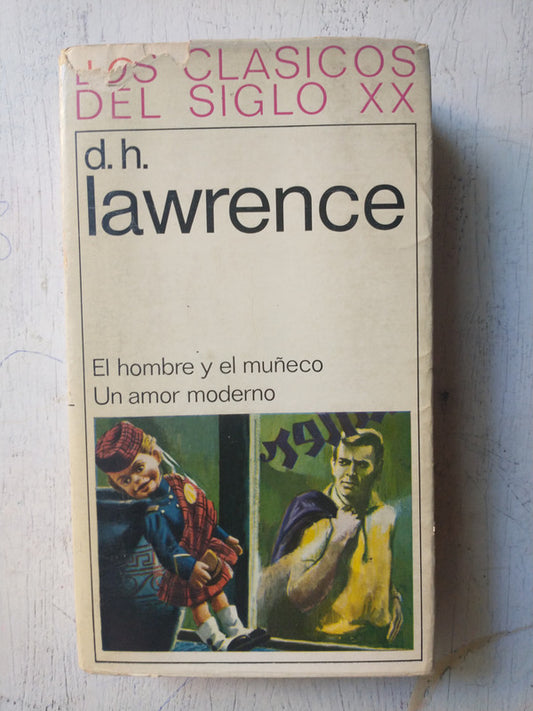 LOS CLASICOS
DEL SIGLO XX
d. h.
lawrence
El hombre y el muñeco
Un amor moderno